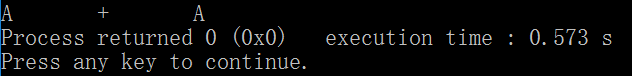 A       +       A
Process returned 0 (0x0)   execution time : 0.573 s
Press any key to continue.